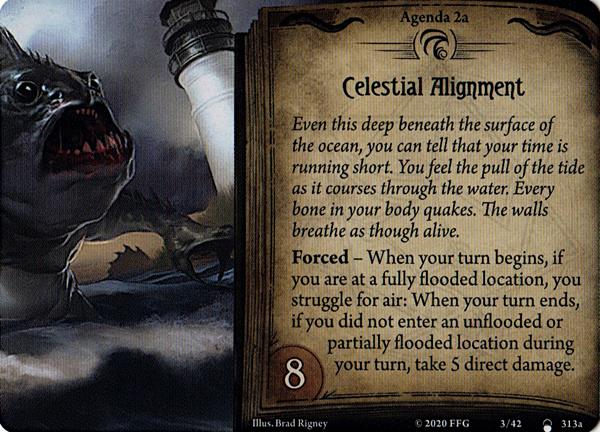 Agenda 2a
Celestial Alignment
Even this deep beneath the surface of
the ocean, you can tell that your time is
running short. You feel the pull of the tide
as it courses through the water. Every
bone in your body quakes. The walls
breathe as though alive.
Forced – When your turn begins, if
you are at a fully flooded location, you
struggle for air: When your turn ends,
if you did not enter an unflooded or
partially flooded location during
your turn, take 5 direct damage.
8
Illus. Brad Rigney © 2020 FFG 3/42 313a